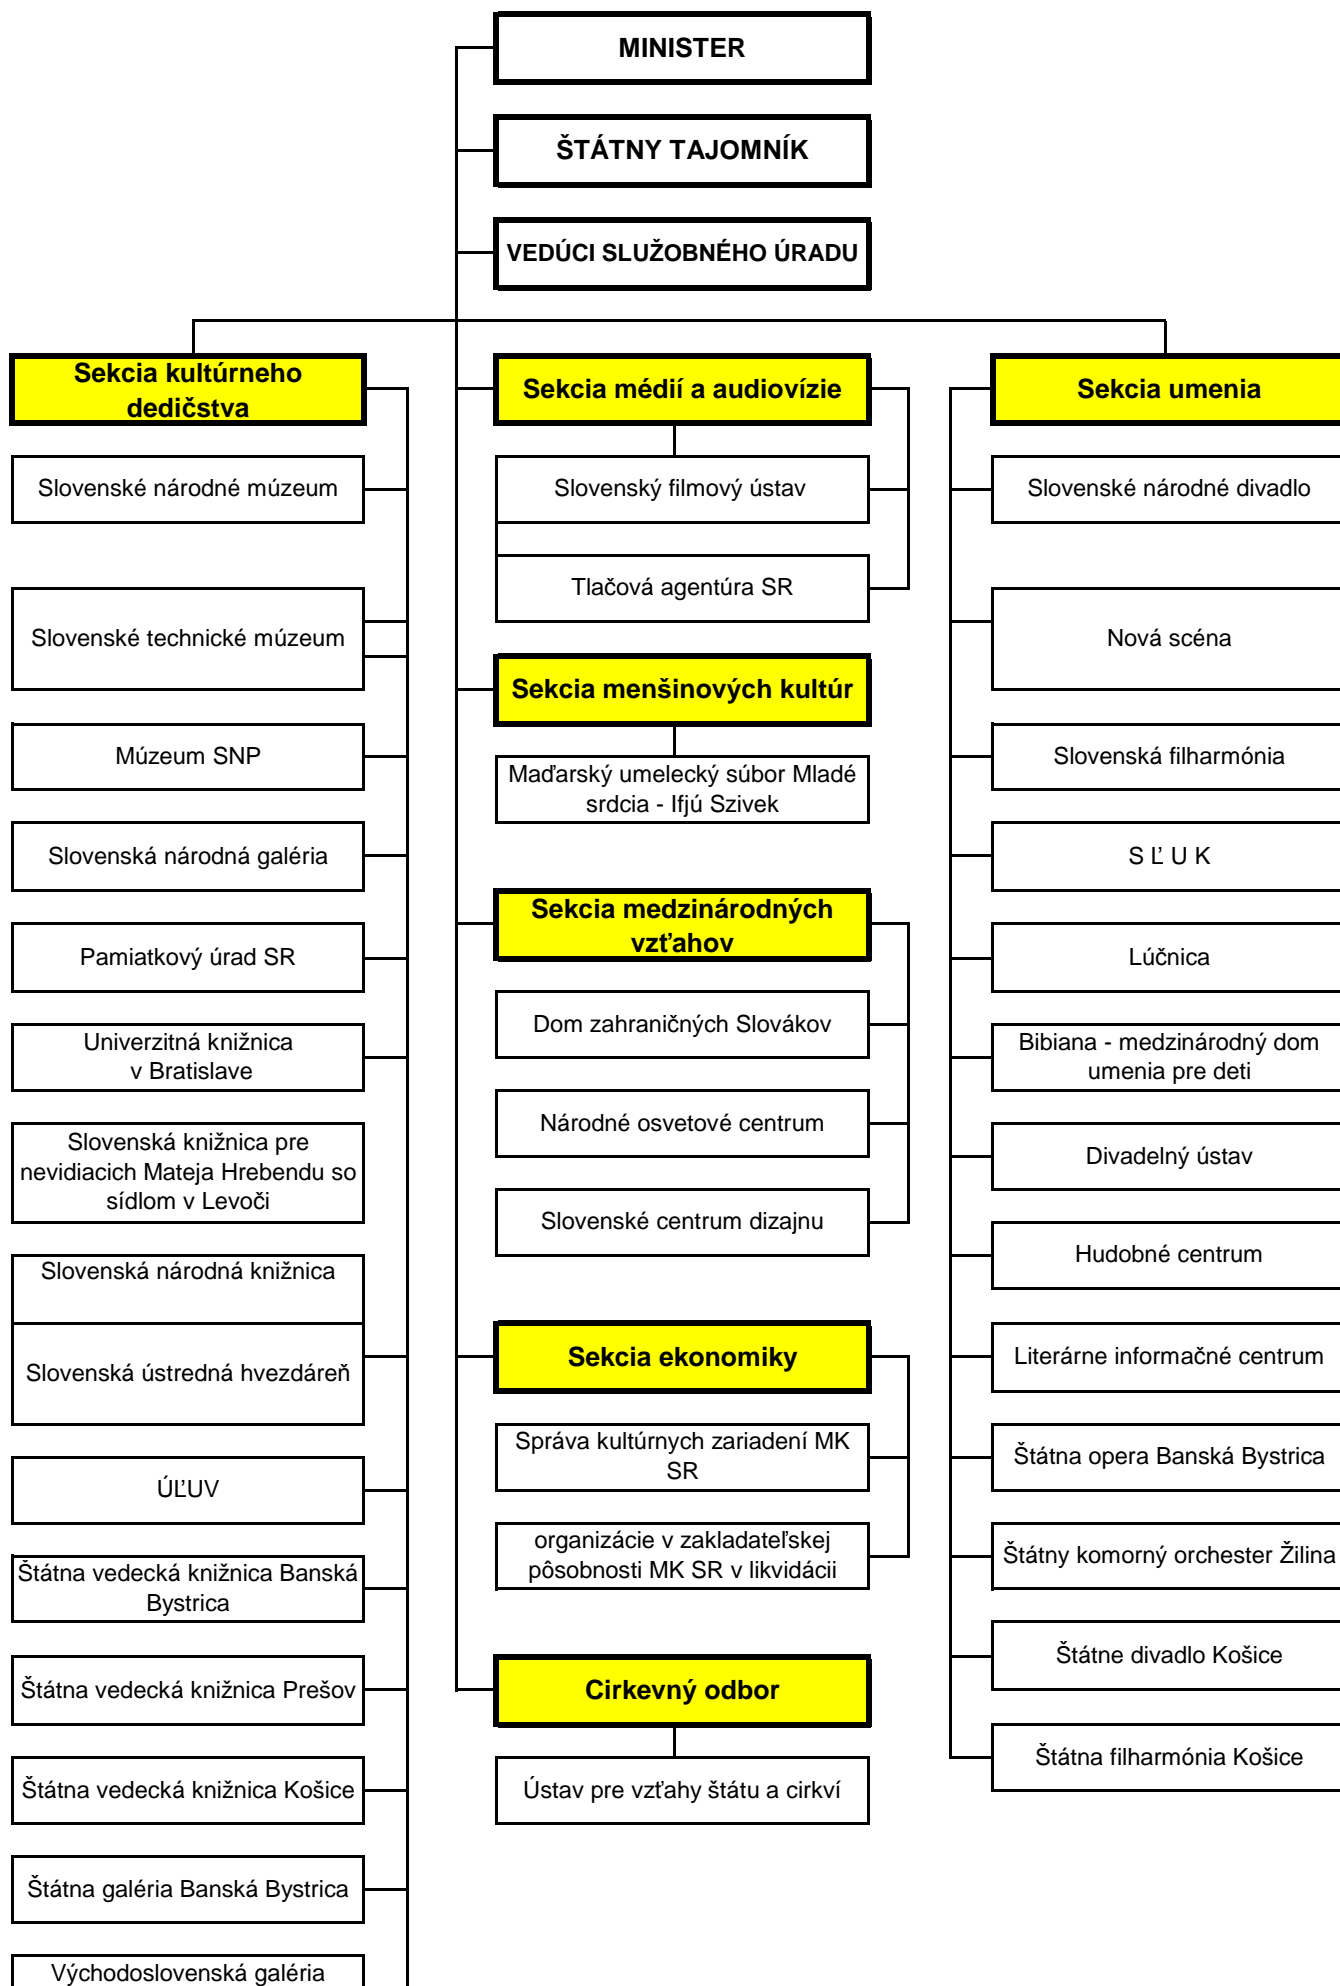 MINISTER
ŠTÁTNY TAJOMNÍK
VEDÚCI SLUŽOBNÉHO ÚRADU
Sekcia kultúrneho
dedičstva
Slovenské národné múzeum
Slovenské technické múzeum
Múzeum SNP
Slovenská národná galéria
Pamiatkový úrad SR
Univerzitná knižnica
v Bratislave
Slovenská knižnica pre
nevidiacich Mateja Hrebendu so
sídlom v Levoči
Slovenská národná knižnica
Slovenská ústredná hvezdáreň
ÚĽUV
Štátna vedecká knižnica Banská
Bystrica
Štátna vedecká knižnica Prešov
Štátna vedecká knižnica Košice
Štátna galéria Banská Bystrica
Východoslovenská galéria
Sekcia médií a audiovízie
Slovenský filmový ústav
Tlačová agentúra SR
Sekcia menšinových kultúr
Maďarský umelecký súbor Mladé
srdcia - Ifjú Szivek
Sekcia medzinárodných
vzťahov
Dom zahraničných Slovákov
Národné osvetové centrum
Slovenské centrum dizajnu
Sekcia ekonomiky
Správa kultúrnych zariadení MK
SR
organizácie v zakladateľskej
pôsobnosti MK SR v likvidácii
Cirkevný odbor
Ústav pre vzťahy štátu a cirkví
Sekcia umenia
Slovenské národné divadlo
Nová scéna
Slovenská filharmónia
S Ľ U K
Lúčnica
Bibiana - medzinárodný dom
umenia pre deti
Divadelný ústav
Hudobné centrum
Literárne informačné centrum
Štátna opera Banská Bystrica
Štátny komorný orchester Žilina
Štátne divadlo Košice
Štátna filharmónia Košice